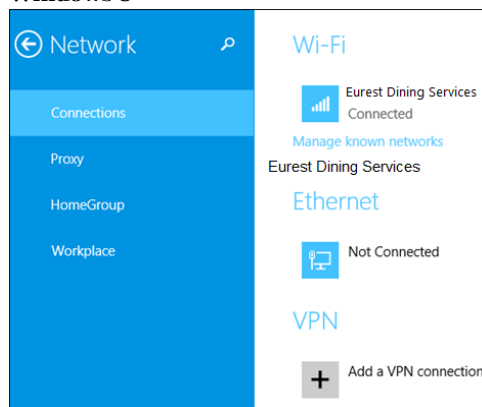 Network
Connections
Proxy
HomeGroup
Workplace
Wi-Fi
Eurest Dining Services
Connected
Manage known networks
Eurest Dining Services
Ethernet
Not Connected
VPN
Add a VPN connection